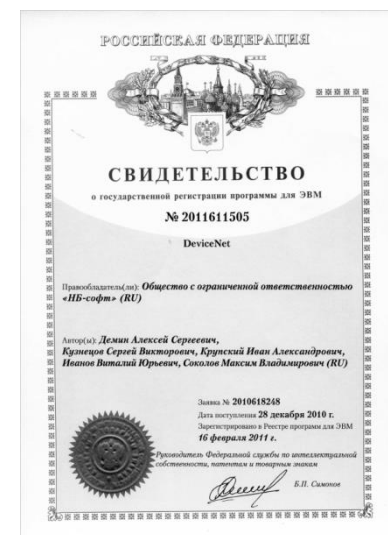 РОССИЙСКАЯ ФЕДЕРАЦИЯ
СВИДЕТЕЛЬСТВО
о государственной регистрации программы для ЭВМ
№ 2011611505
DeviceNet
Правообладатель(ли): Общество с ограниченной ответственностью
«НБ-софт» (RU)
Автор(ы): Демин Алексей Сергеевич,
Кузнецов Сергей Викторович, Крупский Иван Александрович,
Иванов Виталий Юрьевич, Соколов Максим Владимирович (RU)
Заявка № 2010618248
Дата поступления 28 декабря 2010 г.
Зарегистрировано в Реестре программ для ЭВМ
16 февраля 2011 г.
Руководитель Федеральной службы по интеллектуальной
собственности, патентам и товарным знакам
Б.П. Симонов